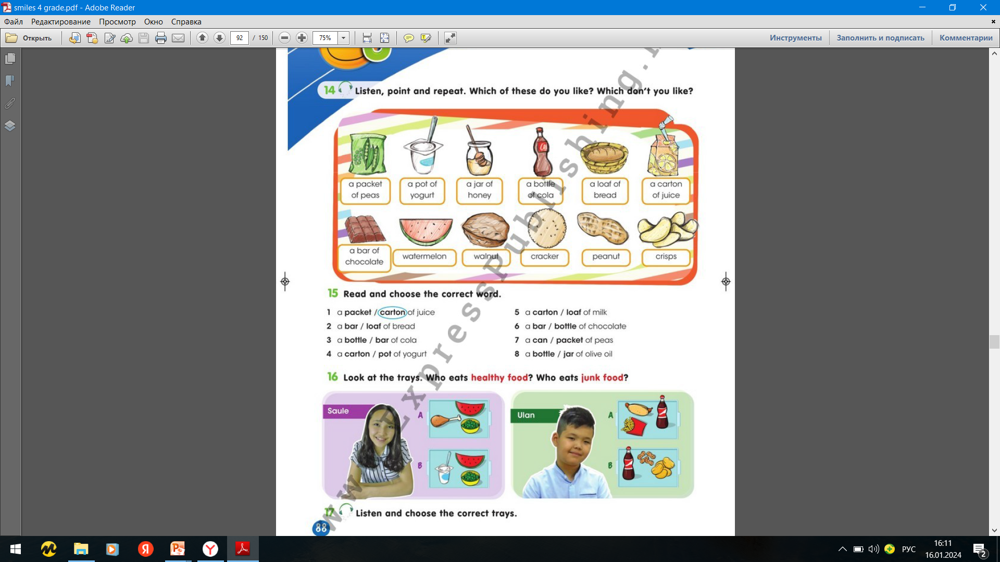 smiles 4 grade.pdf - Adobe Reader
Файл Редактирование Просмотр Окно Справка
Открыть 92 / 150 75% Инструменты Заполнить и подписать Комментарии
14 Listen, point and repeat. Which of these do you like? Which don't you like?
a packet of peas
a pot of yogurt
a jar of honey
a bottle of cola
a loaf of bread
a carton of juice
a bar of chocolate
watermelon
walnut
cracker
peanut
crisps
15 Read and choose the correct word.
1 a packet / carton of juice
2 a bar / loaf of bread
3 a bottle / bar of cola
4 a carton / pot of yogurt
5 a carton / loaf of milk
6 a bar / bottle of chocolate
7 a can / packet of peas
8 a bottle / jar of olive oil
16 Look at the trays. Who eats healthy food? Who eats junk food?
Saule
A
B
Ulan
A
B
17 Listen and choose the correct trays.
88
www.ExpressPublishing.
РУС
16:11
16.01.2024
2